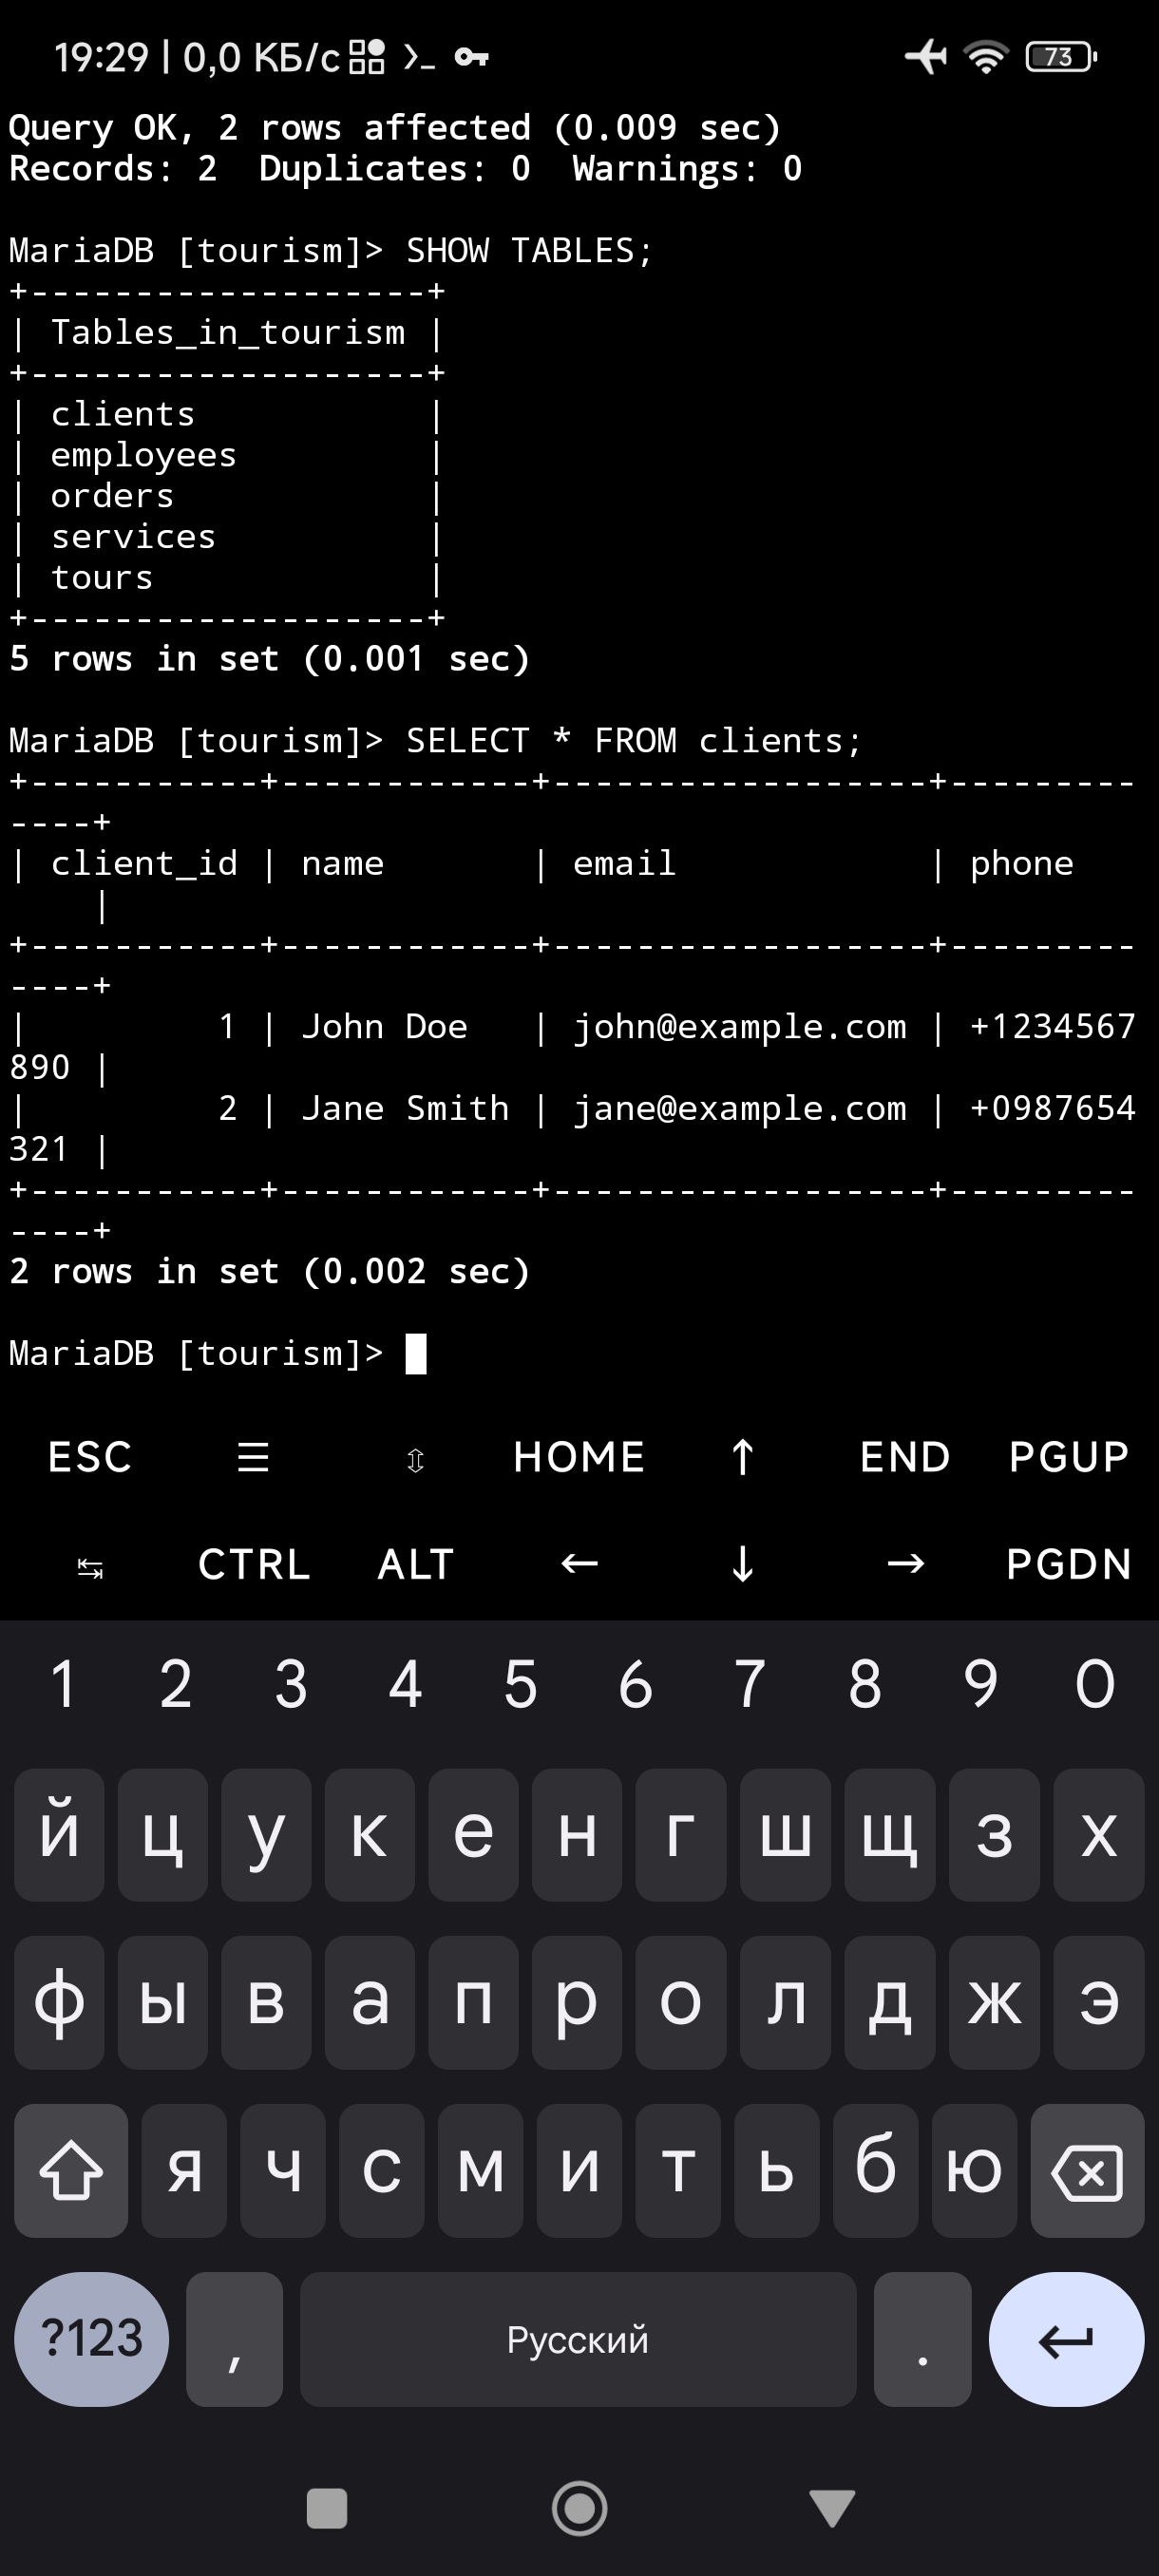 19:29 | 0,0 КБ/с
73
Query OK, 2 rows affected (0.009 sec)
Records: 2  Duplicates: 0  Warnings: 0
MariaDB [tourism]> SHOW TABLES;
+-------------------+
| Tables_in_tourism |
+-------------------+
| clients           |
| employees         |
| orders            |
| services          |
| tours             |
+-------------------+
5 rows in set (0.001 sec)
MariaDB [tourism]> SELECT * FROM clients;
+-----------+------------+------------------+---------
----+
| client_id | name       | email            | phone
    |
+-----------+------------+------------------+---------
----+
|         1 | John Doe   | john@example.com | +1234567
890 |
|         2 | Jane Smith | jane@example.com | +0987654
321 |
+-----------+------------+------------------+---------
----+
2 rows in set (0.002 sec)
MariaDB [tourism]>
ESC ☰ ⇳ HOME ↑ END PGUP
↹ CTRL ALT ← ↓ → PGDN
1 2 3 4 5 6 7 8 9 0
й ц у к е н г ш щ з х
ф ы в а п р о л д ж э
я ч с м и т ь б ю
?123 , Русский .